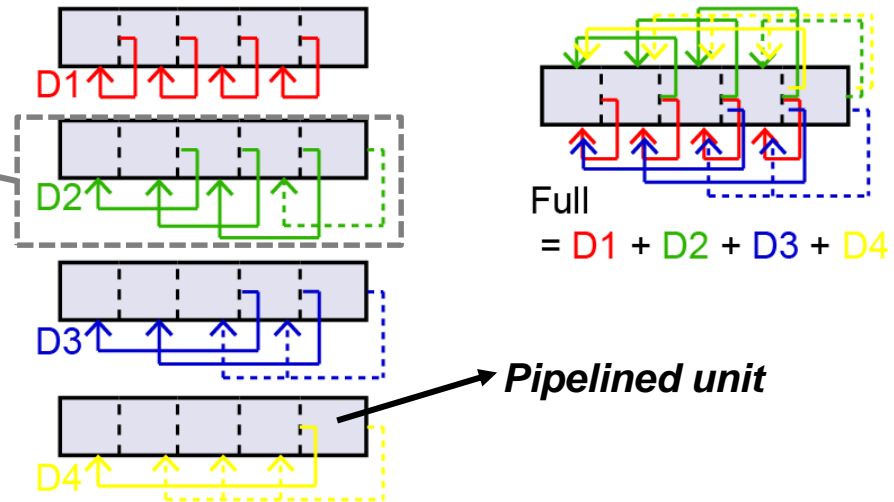 D1
D2
D3
D4
Full
= D1 + D2 + D3 + D4
Pipelined unit